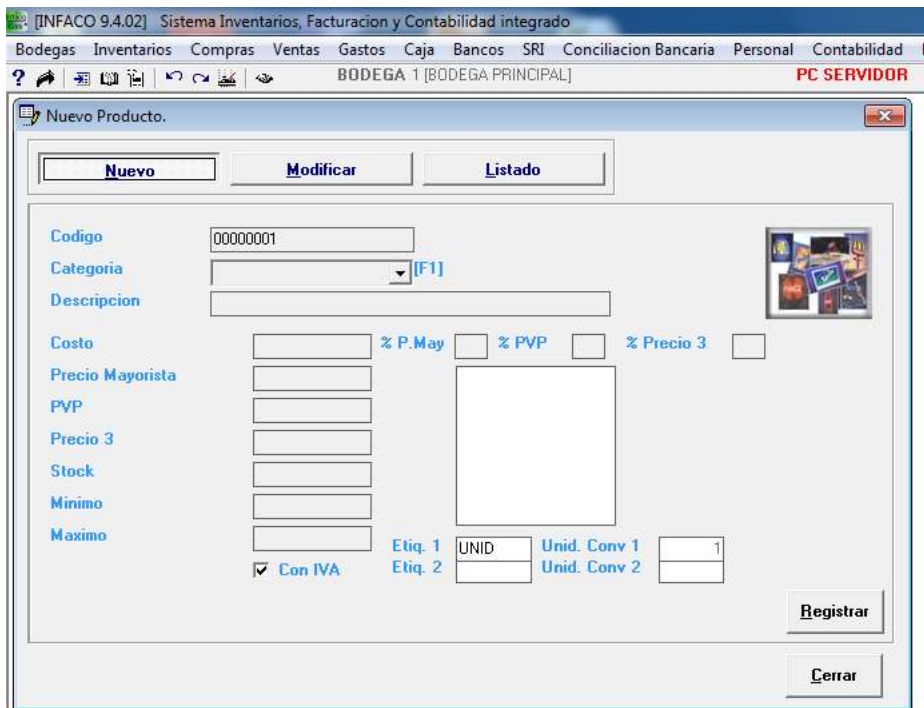 [INFACO 9.4.02] Sistema Inventarios, Facturacion y Contabilidad integrado
Bodegas Inventarios Compras Ventas Gastos Caja Bancos SRI Conciliacion Bancaria Personal Contabilidad
? BODEGA 1 [BODEGA PRINCIPAL] PC SERVIDOR
Nuevo Producto.
Nuevo Modificar Listado
Codigo 00000001
Categoria [F1]
Descripcion
Costo % P.May % PVP % Precio 3
Precio Mayorista
PVP
Precio 3
Stock
Minimo
Maximo
Etiq. 1 UNID Unid. Conv 1 1
Con IVA Etiq. 2 Unid. Conv 2
Registrar
Cerrar